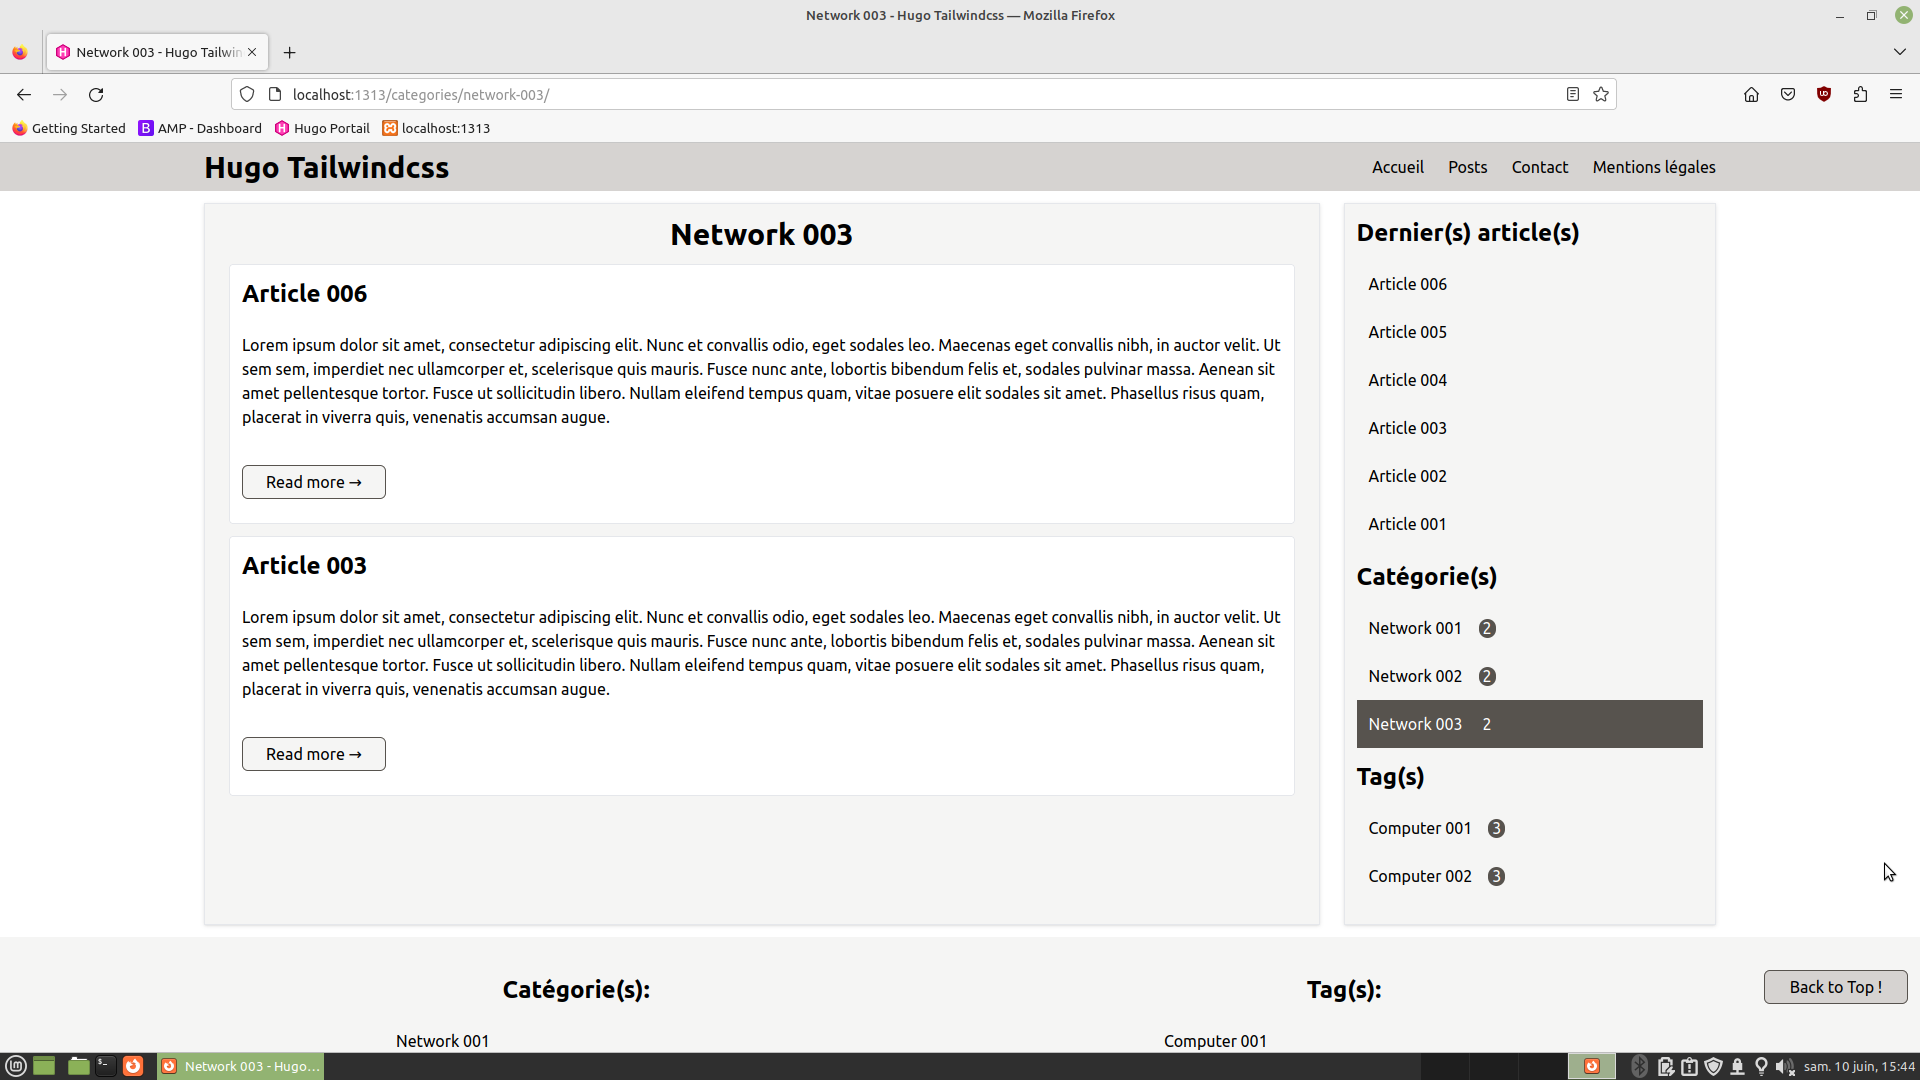 Network 003 - Hugo Tailwindcss — Mozilla Firefox
Network 003 - Hugo Tailwin
localhost:1313/categories/network-003/
Getting Started AMP - Dashboard Hugo Portail localhost:1313
Hugo Tailwindcss
Accueil Posts Contact Mentions légales
Network 003
Article 006
Lorem ipsum dolor sit amet, consectetur adipiscing elit. Nunc et convallis odio, eget sodales leo. Maecenas eget convallis nibh, in auctor velit. Ut
sem sem, imperdiet nec ullamcorper et, scelerisque quis mauris. Fusce nunc ante, lobortis bibendum felis et, sodales pulvinar massa. Aenean sit
amet pellentesque tortor. Fusce ut sollicitudin libero. Nullam eleifend tempus quam, vitae posuere elit sodales sit amet. Phasellus risus quam,
placerat in viverra quis, venenatis accumsan augue.
Read more →
Article 003
Lorem ipsum dolor sit amet, consectetur adipiscing elit. Nunc et convallis odio, eget sodales leo. Maecenas eget convallis nibh, in auctor velit. Ut
sem sem, imperdiet nec ullamcorper et, scelerisque quis mauris. Fusce nunc ante, lobortis bibendum felis et, sodales pulvinar massa. Aenean sit
amet pellentesque tortor. Fusce ut sollicitudin libero. Nullam eleifend tempus quam, vitae posuere elit sodales sit amet. Phasellus risus quam,
placerat in viverra quis, venenatis accumsan augue.
Read more →
Dernier(s) article(s)
Article 006
Article 005
Article 004
Article 003
Article 002
Article 001
Catégorie(s)
Network 001 2
Network 002 2
Network 003 2
Tag(s)
Computer 001 3
Computer 002 3
Catégorie(s):
Network 001
Tag(s):
Computer 001
Back to Top !
Network 003 - Hugo...
sam. 10 juin, 15:44